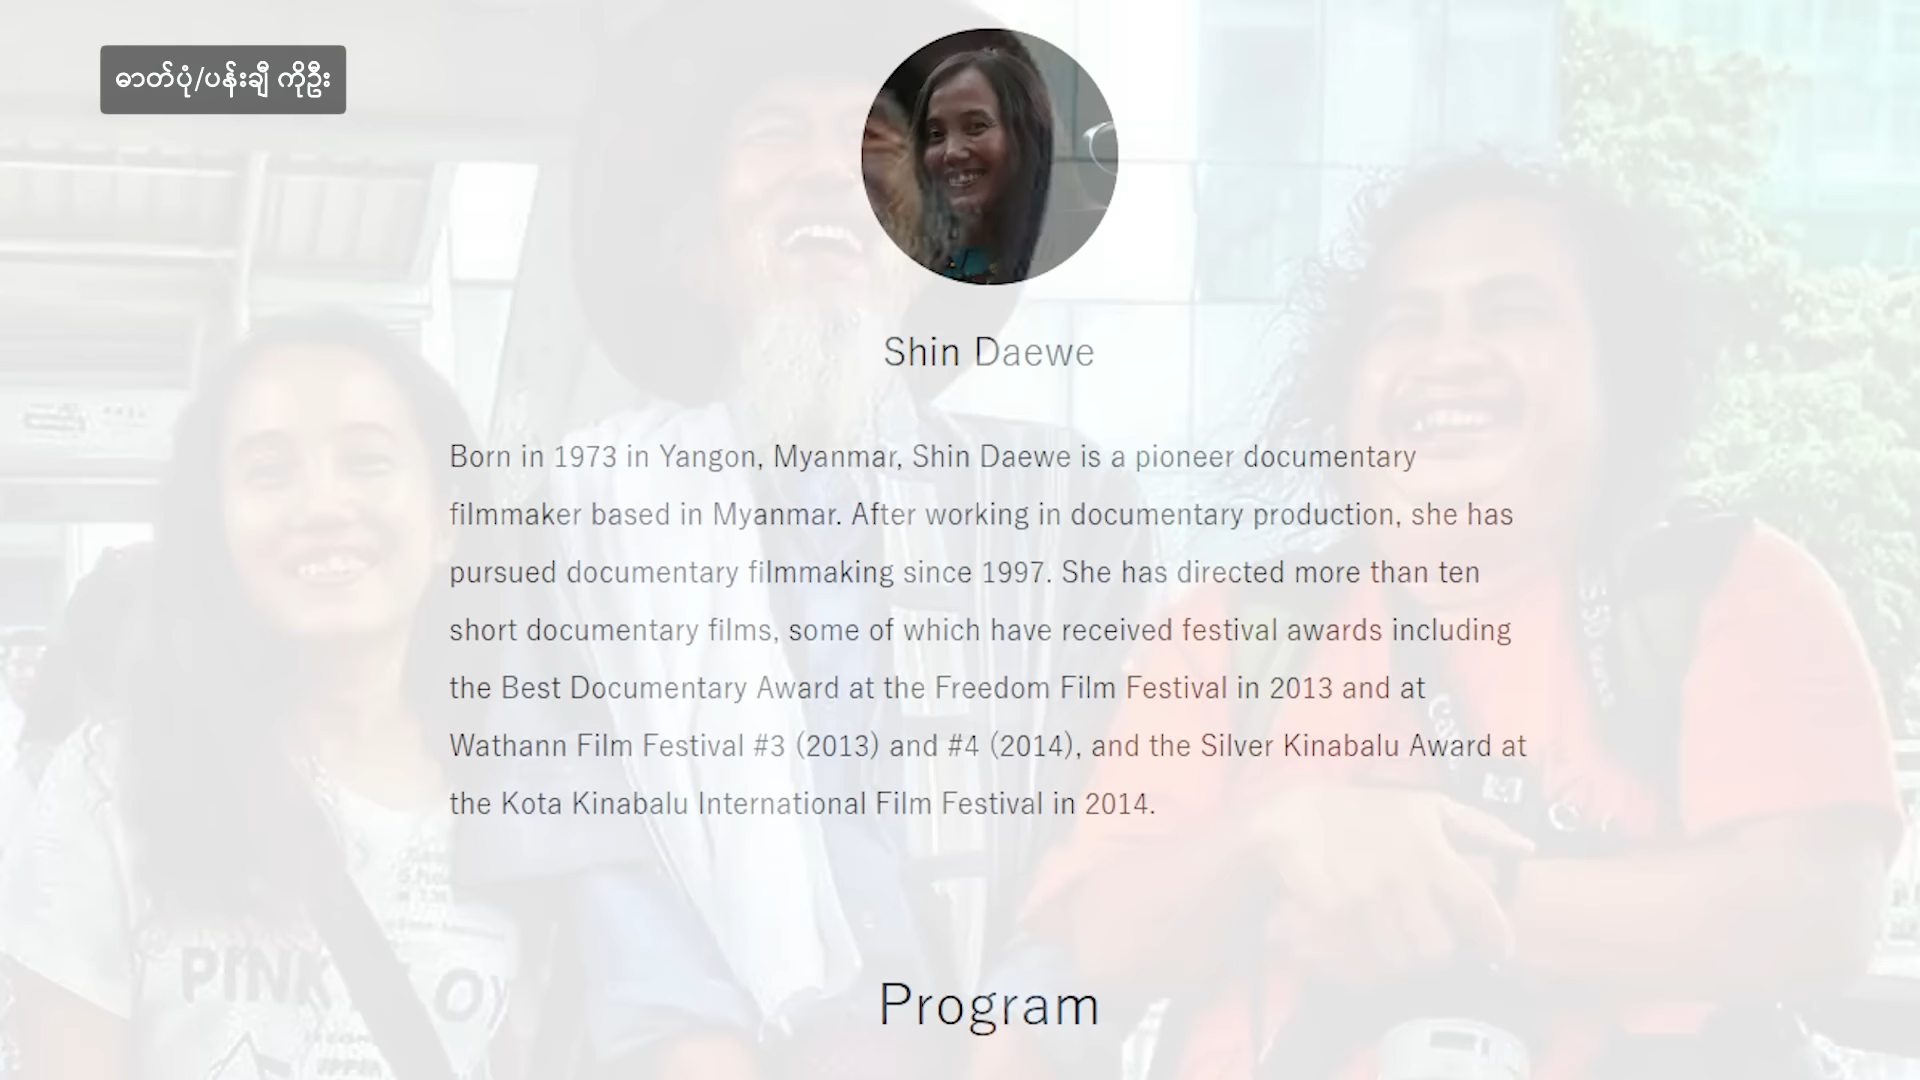 ဓာတ်ပုံ/ပန်းချီ ကိုဦး
Shin Daewe
Born in 1973 in Yangon, Myanmar, Shin Daewe is a pioneer documentary
filmmaker based in Myanmar. After working in documentary production, she has
pursued documentary filmmaking since 1997. She has directed more than ten
short documentary films, some of which have received festival awards including
the Best Documentary Award at the Freedom Film Festival in 2013 and at
Wathann Film Festival #3 (2013) and #4 (2014), and the Silver Kinabalu Award at
the Kota Kinabalu International Film Festival in 2014.
PINK
Program